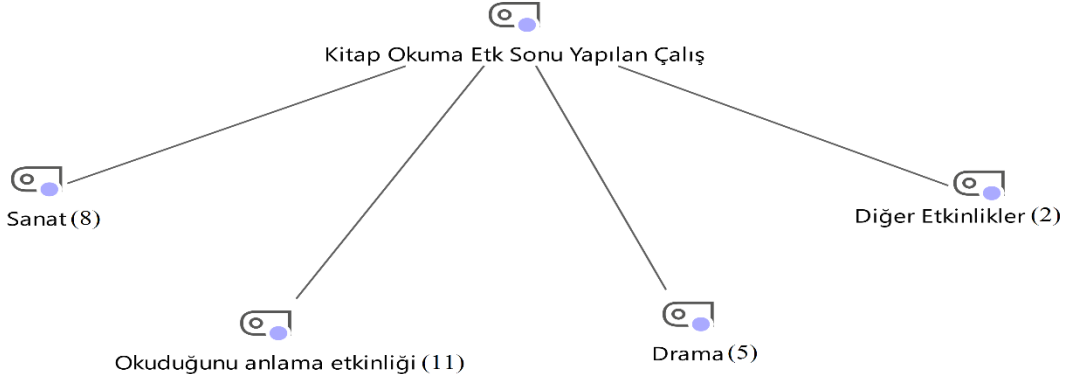 Kitap Okuma Etk Sonu Yapılan Çalış
Sanat (8)
Diğer Etkinlikler (2)
Okuduğunu anlama etkinliği (11)
Drama (5)